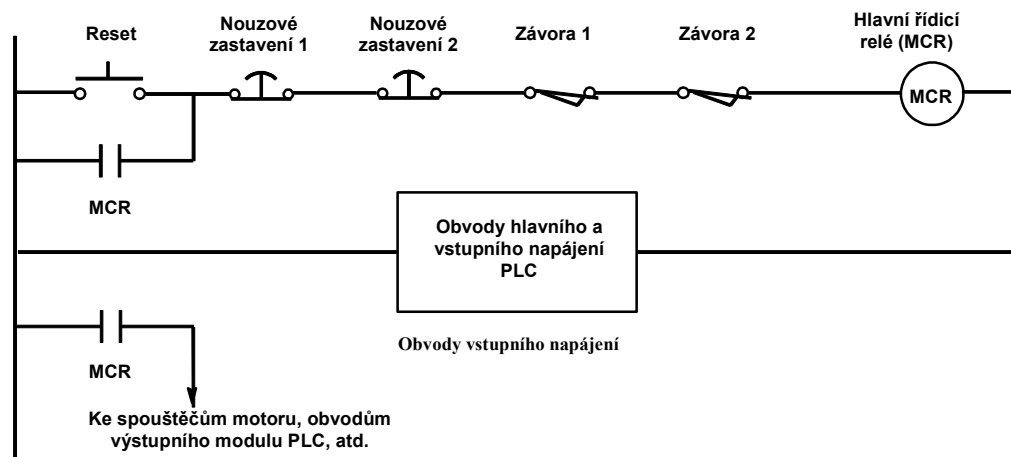 Reset
Nouzové
zastavení 1
Nouzové
zastavení 2
Závora 1
Závora 2
Hlavní řídicí
relé (MCR)
MCR
MCR
Obvody hlavního a
vstupního napájení
PLC
MCR
Obvody vstupního napájení
Ke spouštěčům motoru, obvodům
výstupního modulu PLC, atd.